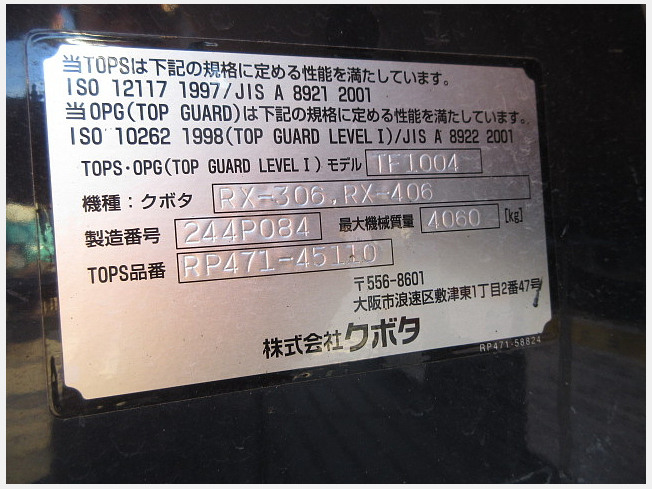 当TOPSは下記の規格に定める性能を満たしています。
ISO 12117 1997/JIS A 8921 2001
当OPG(TOP GUARD)は下記の規格に定める性能を満たしています。
ISO 10262 1998(TOP GUARD LEVEL I)/JIS A 8922 2001
TOPS・OPG(TOP GUARD LEVEL I) モデル TF1004
機種:クボタ RX-306,RX-406
製造番号 244P084 最大機械質量 4060 [kg]
TOPS品番 RP471-45110
〒556-8601
大阪市浪速区敷津東1丁目2番47号
株式会社クボタ
RP471-58824